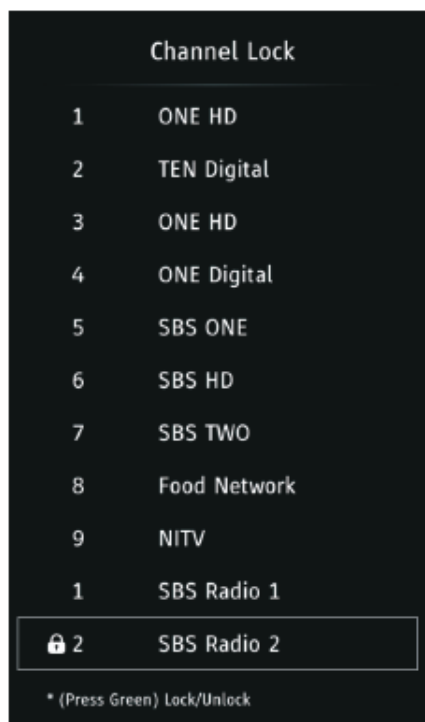 Channel Lock
1 ONE HD
2 TEN Digital
3 ONE HD
4 ONE Digital
5 SBS ONE
6 SBS HD
7 SBS TWO
8 Food Network
9 NITV
1 SBS Radio 1
2 SBS Radio 2
* (Press Green) Lock/Unlock